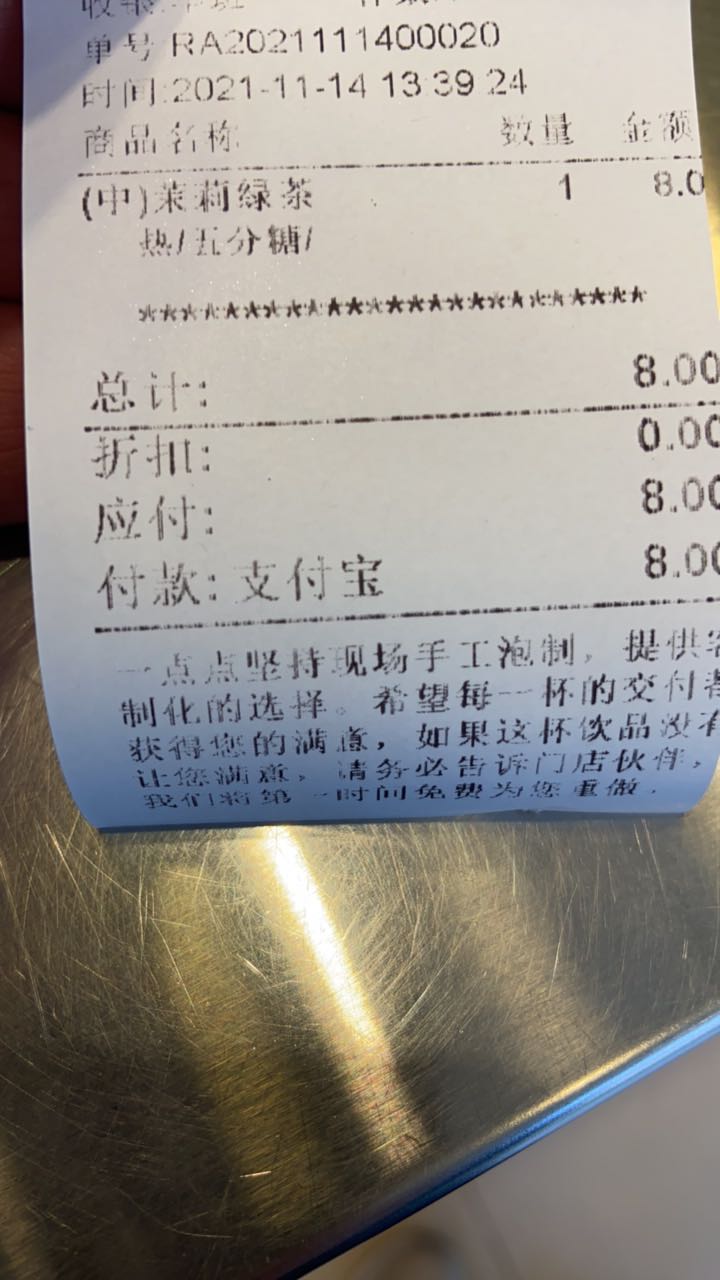 单号:RA2021111400020
时间:2021-11-14 13:39:24
商品名称 数量 金额
(中)茉莉绿茶 1 8.0
热/五分糖/
************************
总计: 8.00
折扣: 0.00
应付: 8.00
付款:支付宝 8.00
一点点坚持现场手工泡制，提供客
制化的选择。希望每一杯的交付都
获得您的满意，如果这杯饮品没有
让您满意，请务必告诉门店伙伴，
我们将第一时间免费为您重做.